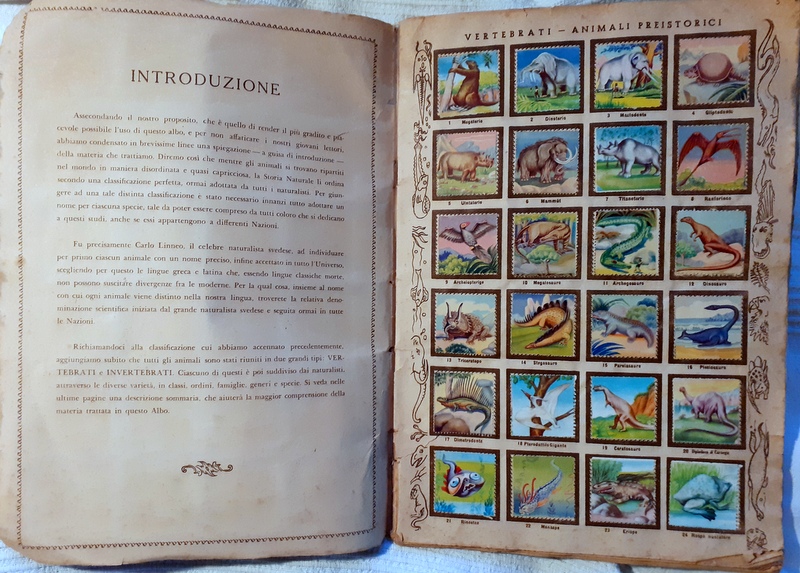 INTRODUZIONE
Assecondando il nostro proposito, che è quello di render il più gradito e pia-
cevole possibile l'uso di questo albo, e per non affaticare i nostri giovani lettori,
abbiamo condensato in brevissime linee una spiegazione — a guisa di introduzione —
della materia che trattiamo. Diremo così che mentre gli animali si trovano ripartiti
nel mondo in maniera disordinata e quasi capricciosa, la Storia Naturale li ordina
secondo una classificazione perfetta, ormai adottata da tutti i naturalisti. Per giun-
gere ad una tale distinta classificazione è stato necessario innanzi tutto adottare un
nome per ciascuna specie, tale da poter essere compreso da tutti coloro che si dedicano
a questi studi, anche se essi appartengono a differenti Nazioni.
Fu precisamente Carlo Linneo, il celebre naturalista svedese, ad individuare
per primo ciascun animale con un nome preciso, infine accettato in tutto l'Universo,
scegliendo per questo le lingue greca e latina che, essendo lingue classiche morte,
non possono suscitare divergenze fra le moderne. Per la qual cosa, insieme al nome
con cui ogni animale viene distinto nella nostra lingua, troverete la relativa deno-
minazione scientifica iniziata dal grande naturalista svedese e seguita ormai in tutte
le Nazioni.
Richiamandoci alla classificazione cui abbiamo accennato precedentemente,
aggiungiamo subito che tutti gli animali sono stati riuniti in due grandi tipi: VER-
TEBRATI e INVERTEBRATI. Ciascuno di questi è poi suddiviso dai naturalisti,
attraverso le diverse varietà, in classi, ordini, famiglie, generi e specie. Si veda nelle
ultime pagine una descrizione sommaria, che aiuterà la maggior comprensione della
materia trattata in questo Albo.
VERTEBRATI — ANIMALI PREISTORICI
1 Megaterio
2 Dinoterio
3 Mastodonte
4 Gliptodonte
5 Uintaterio
6 Mammut
7 Titanoterio
8 Ramforinco
9 Archeopterige
10 Megalosauro
11 Archegosauro
12 Dinosauro
13 Triceratopo
14 Stegosauro
15 Pareiasauro
16 Plesiosauro
17 Dimetrodonte
18 Pterodattilo Gigante
19 Ceratosauro
20
21
22
23 Eriope
24